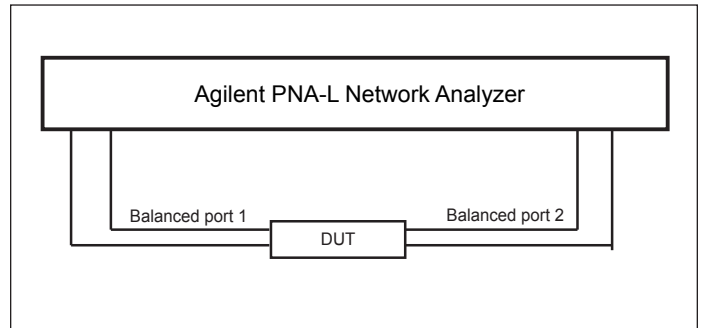 Agilent PNA-L Network Analyzer
Balanced port 1
Balanced port 2
DUT